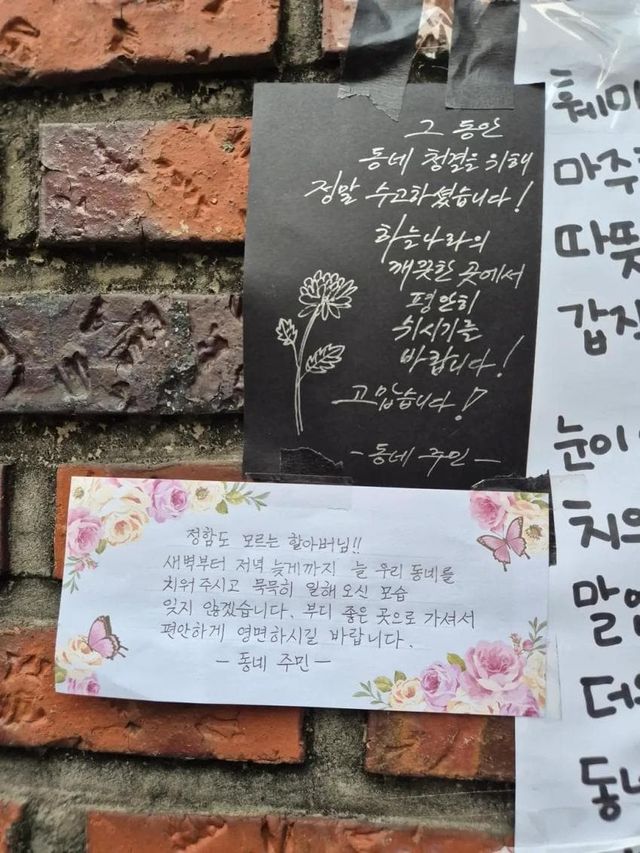 그 동안
동네 청결을 위해
정말 수고하셨습니다!
하늘나라의
깨끗한 곳에서
평안히
쉬시기를
바랍니다!
고맙습니다!
- 동네 주민 -
정함도 모르는 할아버님!!
새벽부터 저녁 늦게까지 늘 우리 동네를
치워주시고 묵묵히 일해오신 모습
잊지 않겠습니다. 부디 좋은 곳으로 가셔서
편안하게 영면하시길 바랍니다.
- 동네 주민 -
훼미
마주
따뜻
갑
눈이
치
말
더
동네